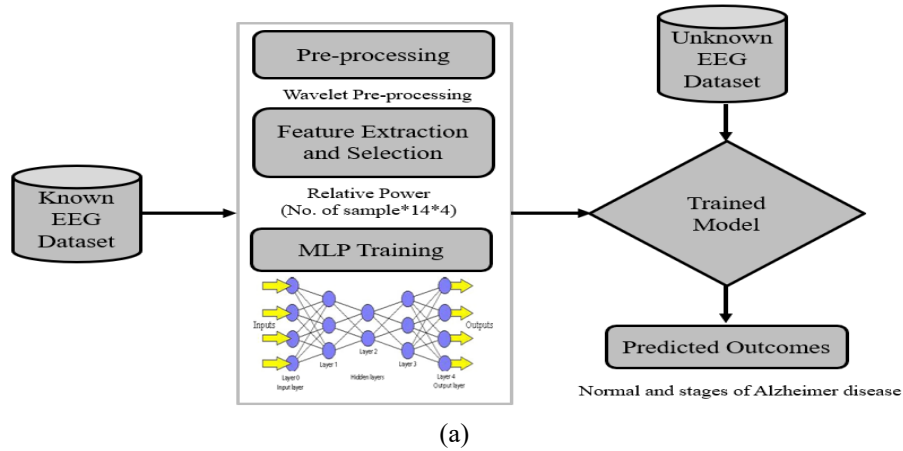 Known
EEG
Dataset
Pre-processing
Wavelet Pre-processing
Feature Extraction
and Selection
Relative Power
(No. of sample*14*4)
MLP Training
Inputs
Outputs
Layer 0
Input layer
Layer 1
Layer 2
Hidden layers
Layer 3
Layer 4
Output layer
Unknown
EEG
Dataset
Trained
Model
Predicted Outcomes
Normal and stages of Alzheimer disease
(a)